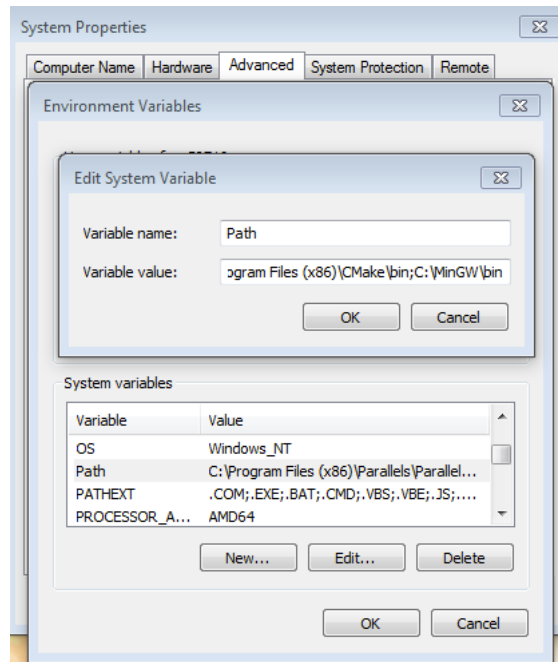 System Properties
Computer Name Hardware Advanced System Protection Remote
Environment Variables
Edit System Variable
Variable name: Path
Variable value: ogram Files (x86)\CMake\bin;C:\MinGW\bin
OK Cancel
System variables
Variable Value
OS Windows_NT
Path C:\Program Files (x86)\Parallels\Parallel...
PATHEXT .COM;.EXE;.BAT;.CMD;.VBS;.VBE;.JS;....
PROCESSOR_A... AMD64
New... Edit... Delete
OK Cancel